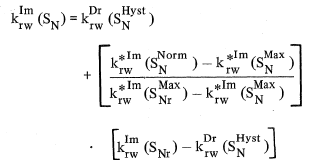 k_{rw}^{Im} (S_N) = k_{rw}^{Dr} (S_N^{Hyst})
+ [ \frac{k_{rw}^{*Im} (S_N^{Norm}) - k_{rw}^{*Im} (S_N^{Max})}{k_{rw}^{*Im} (S_{Nr}^{Max}) - k_{rw}^{*Im} (S_N^{Max})} ]
· [ k_{rw}^{Im} (S_{Nr}) - k_{rw}^{Dr} (S_N^{Hyst}) ]